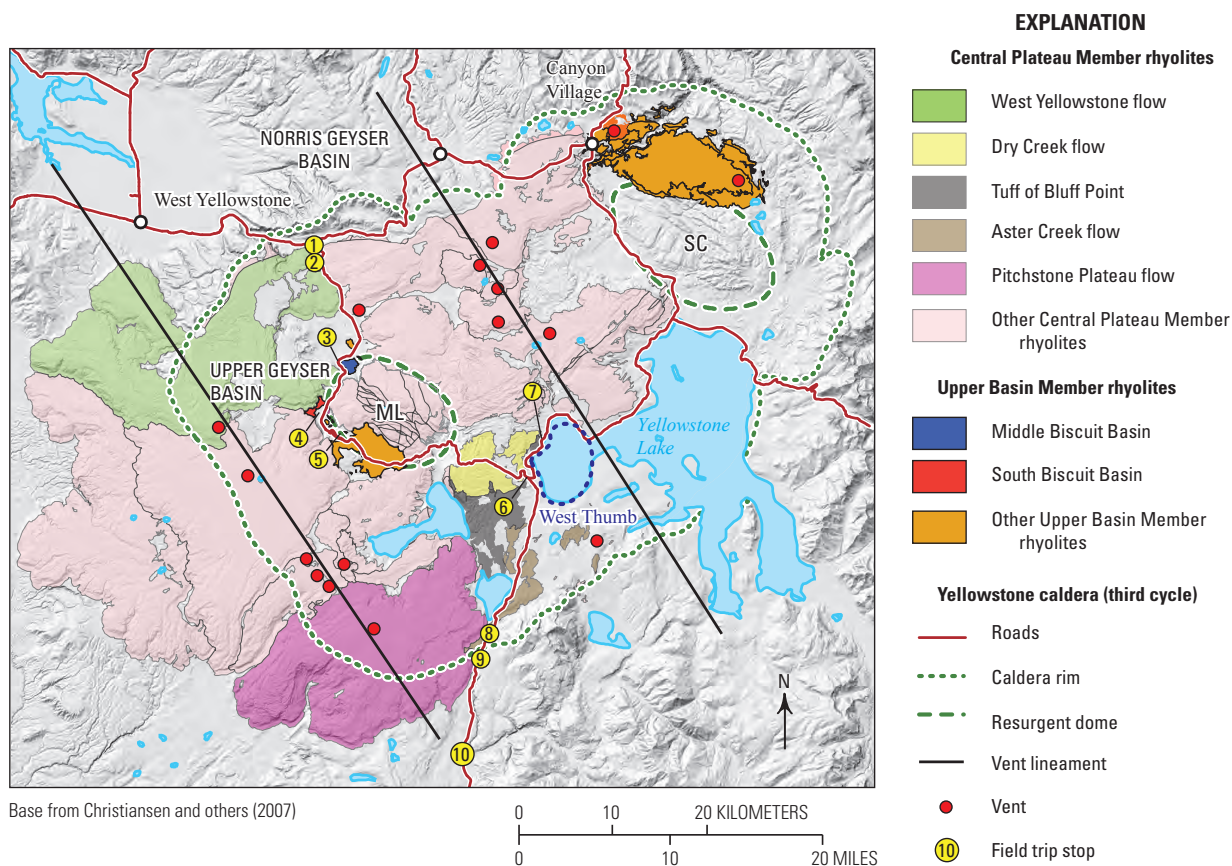 EXPLANATION
Central Plateau Member rhyolites
West Yellowstone flow
Dry Creek flow
Tuff of Bluff Point
Aster Creek flow
Pitchstone Plateau flow
Other Central Plateau Member
rhyolites
Upper Basin Member rhyolites
Middle Biscuit Basin
South Biscuit Basin
Other Upper Basin Member
rhyolites
Yellowstone caldera (third cycle)
Roads
Caldera rim
Resurgent dome
Vent lineament
Vent
10 Field trip stop
Canyon
Village
NORRIS GEYSER
BASIN
West Yellowstone
1
2
SC
3
UPPER GEYSER
BASIN
ML
7
4
5
Yellowstone
Lake
6
West Thumb
8
9
N
10
Base from Christiansen and others (2007)
0 10 20 KILOMETERS
0 10 20 MILES